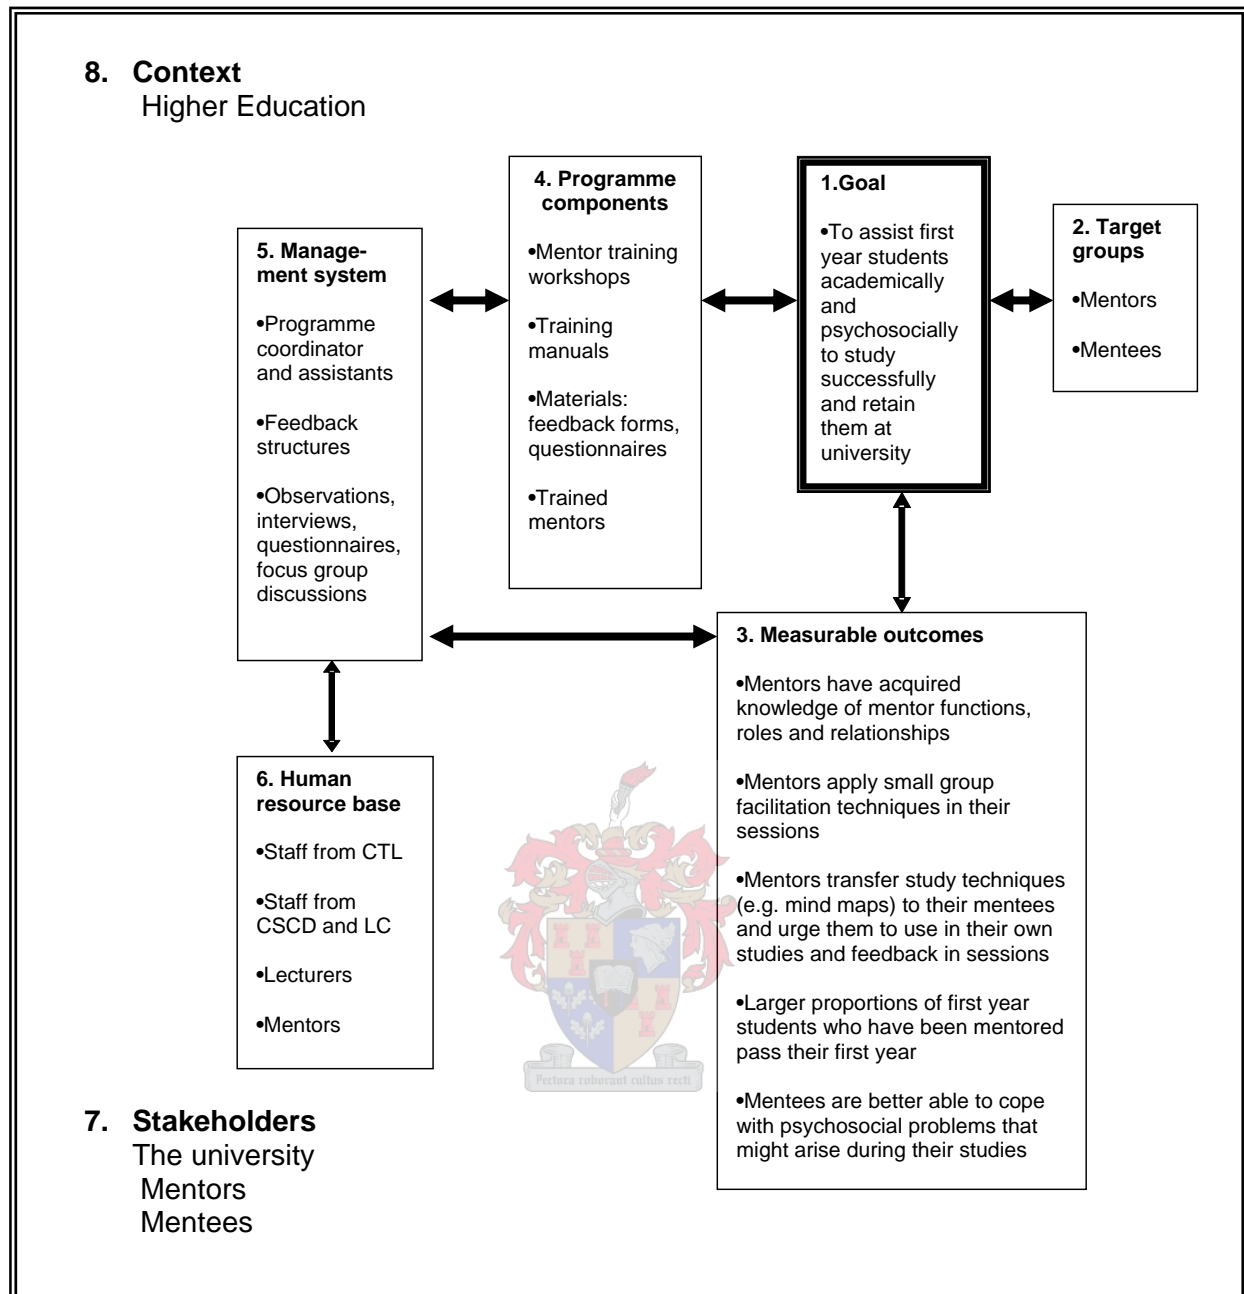 8. Context
Higher Education
4. Programme
components
•Mentor training
workshops
•Training
manuals
•Materials:
feedback forms,
questionnaires
•Trained
mentors
1.Goal
•To assist first
year students
academically
and
psychosocially
to study
successfully
and retain
them at
university
2. Target
groups
•Mentors
•Mentees
5. Manage-
ment system
•Programme
coordinator
and assistants
•Feedback
structures
•Observations,
interviews,
questionnaires,
focus group
discussions
3. Measurable outcomes
•Mentors have acquired
knowledge of mentor functions,
roles and relationships
•Mentors apply small group
facilitation techniques in their
sessions
•Mentors transfer study techniques
(e.g. mind maps) to their mentees
and urge them to use in their own
studies and feedback in sessions
•Larger proportions of first year
students who have been mentored
pass their first year
•Mentees are better able to cope
with psychosocial problems that
might arise during their studies
6. Human
resource base
•Staff from CTL
•Staff from
CSCD and LC
•Lecturers
•Mentors
Pectora roborant cultus recti
7. Stakeholders
The university
Mentors
Mentees